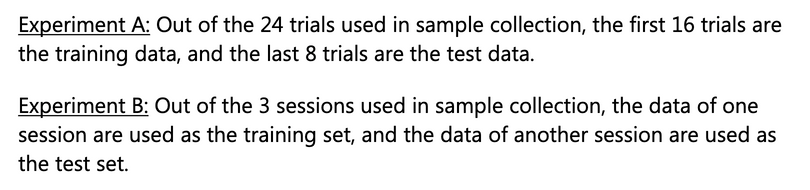 Experiment A: Out of the 24 trials used in sample collection, the first 16 trials are
the training data, and the last 8 trials are the test data.
Experiment B: Out of the 3 sessions used in sample collection, the data of one
session are used as the training set, and the data of another session are used as
the test set.